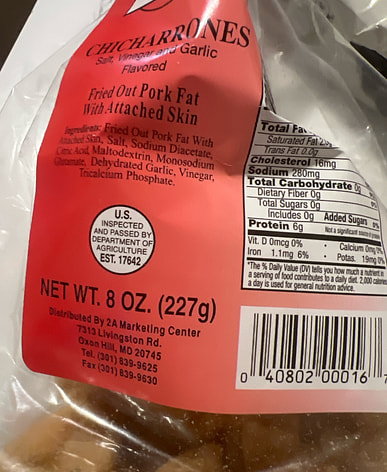 CHICHARRONES
Salt, Vinegar and Garlic
Flavored
Fried Out Pork Fat
With Attached Skin
Ingredients: Fried Out Pork Fat With
Attached Skin, Salt, Sodium Diacetate,
Citric Acid, Maltodextrin, Monosodium
Glutamate, Dehydrated Garlic, Vinegar,
Tricalcium Phosphate.
U.S.
INSPECTED
AND PASSED BY
DEPARTMENT OF
AGRICULTURE
EST. 17642
NET WT. 8 OZ. (227g)
Distributed By 2A Marketing Center
7313 Livingston Rd.
Oxon Hill, MD 20745
Tel. (301) 839-9625
Fax (301) 839-9630
Total Fat
Saturated Fat
Trans Fat 0.0g
Cholesterol 16mg
Sodium 280mg
Total Carbohydrate 0g
Dietary Fiber 0g
Total Sugars 0g
Includes 0g Added Sugars
Protein 6g Not a significant source
Vit. D 0mcg 0% • Calcium 0mg
Iron 1.1mg 6% • Potas. 19mg 0%
*The % Daily Value (DV) tells you how much a nutrient in
a serving of food contributes to a daily diet. 2,000 calories
a day is used for general nutrition advice.
0 40802 00016 7